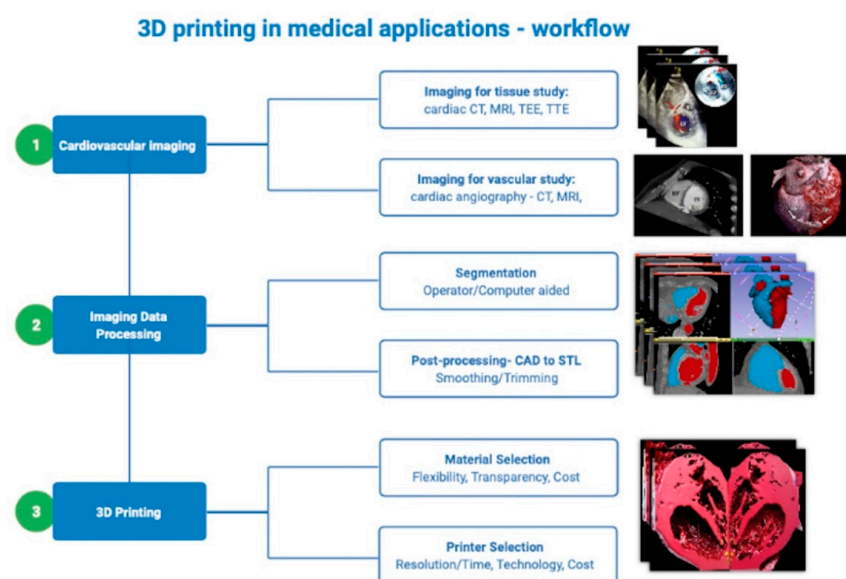 3D printing in medical applications - workflow
1
Cardiovascular imaging
Imaging for tissue study:
cardiac CT, MRI, TEE, TTE
LV
Imaging for vascular study:
cardiac angiography - CT, MRI,
2
Imaging Data
Processing
Segmentation
Operator/Computer aided
Post-processing- CAD to STL
Smoothing/Trimming
3
3D Printing
Material Selection
Flexibility, Transparency, Cost
Printer Selection
Resolution/Time, Technology, Cost